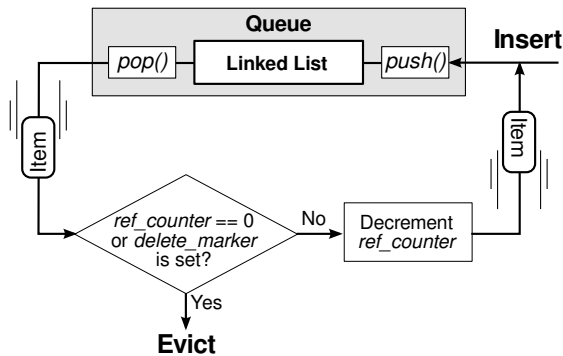 Queue
Insert
pop()
Linked List
push()
Item
Item
ref_counter == 0
or delete_marker
is set?
No
Decrement
ref_counter
Yes
Evict